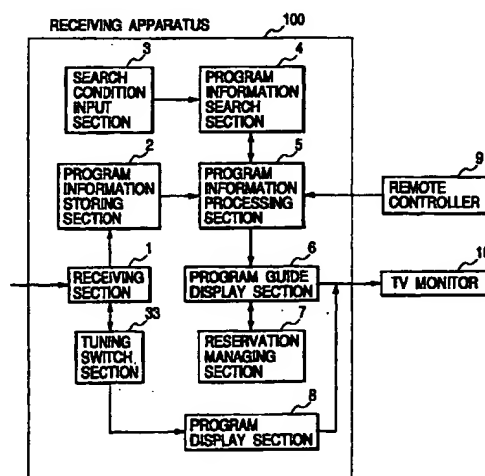 RECEIVING APPARATUS
100
3
SEARCH
CONDITION
INPUT
SECTION
4
PROGRAM
INFORMATION
SEARCH
SECTION
2
PROGRAM
INFORMATION
STORING
SECTION
5
PROGRAM
INFORMATION
PROCESSING
SECTION
9
REMOTE
CONTROLLER
1
RECEIVING
SECTION
6
PROGRAM GUIDE
DISPLAY SECTION
10
TV MONITOR
33
TUNING
SWITCH
SECTION
7
RESERVATION
MANAGING
SECTION
8
PROGRAM
DISPLAY SECTION